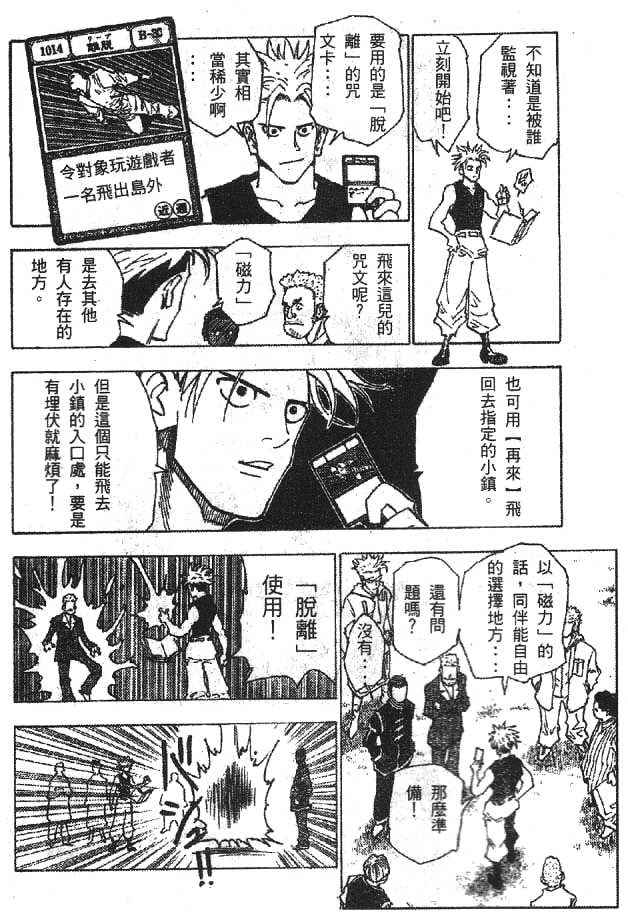 不知道是被誰
監視著...
立刻開始吧!
要用的是「脫
離」的咒
文卡...
其實相
當稀少啊
...
1014
離脫
B-30
令對象玩遊戲者
一名飛出島外
近遠
飛來這兒的
咒文呢?
「磁力」
是去其他
有人存在的
地方。
也可用【再來】飛
回去指定的小鎮。
但是這個只能飛去
小鎮的入口處,要是
有埋伏就麻煩了!
以「磁力」的
話,同伴能自由
的選擇地方...
還有問
題嗎?
沒有...
那麼準
備!
「脫離」
使用!
!!